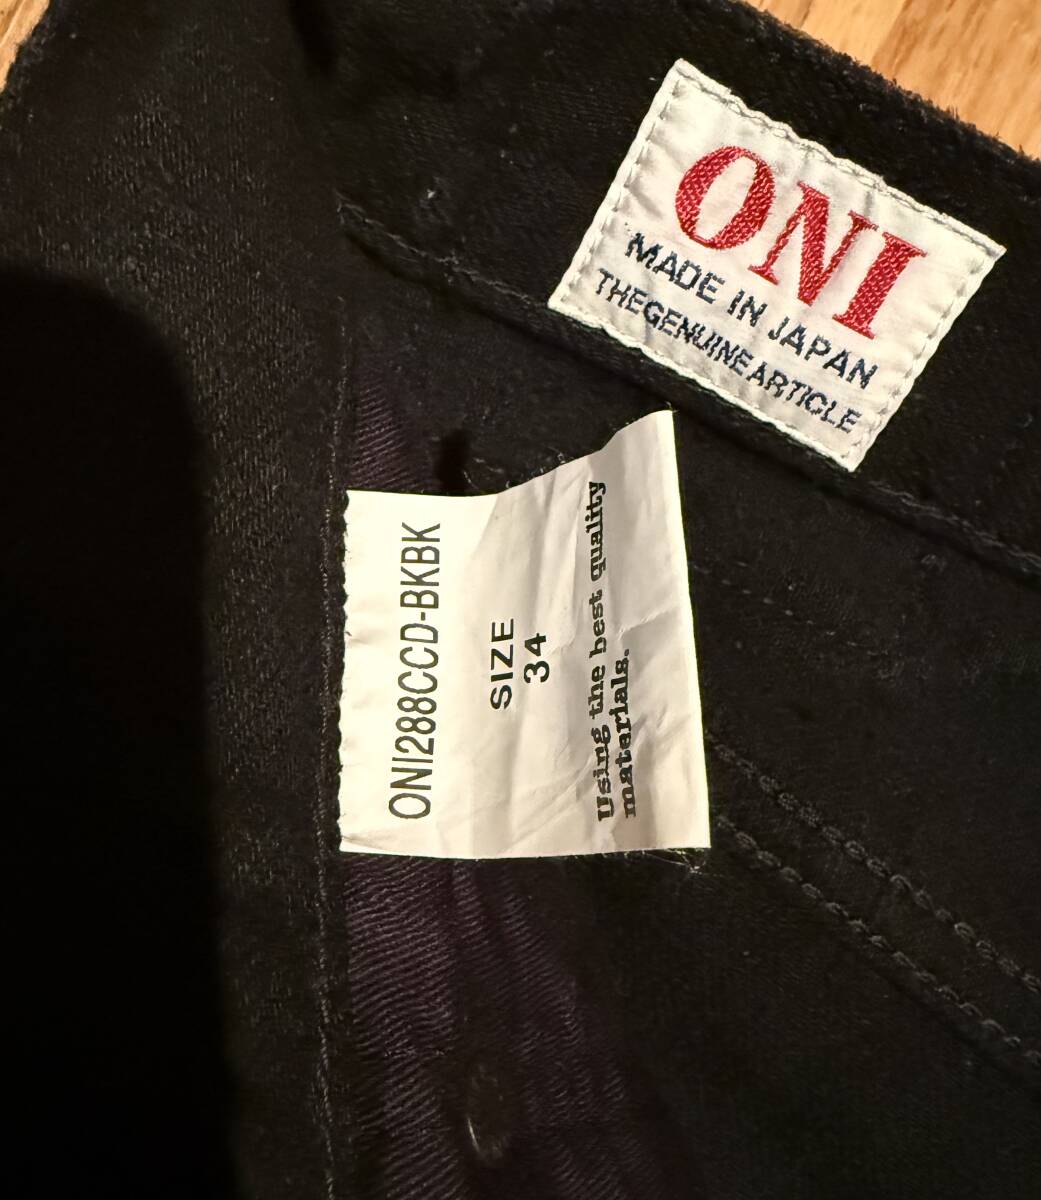 ONI
MADE IN JAPAN
THEGENUINEARTICLE
ONI288CCD-BKBK
SIZE
34
Using the best quality
materials.